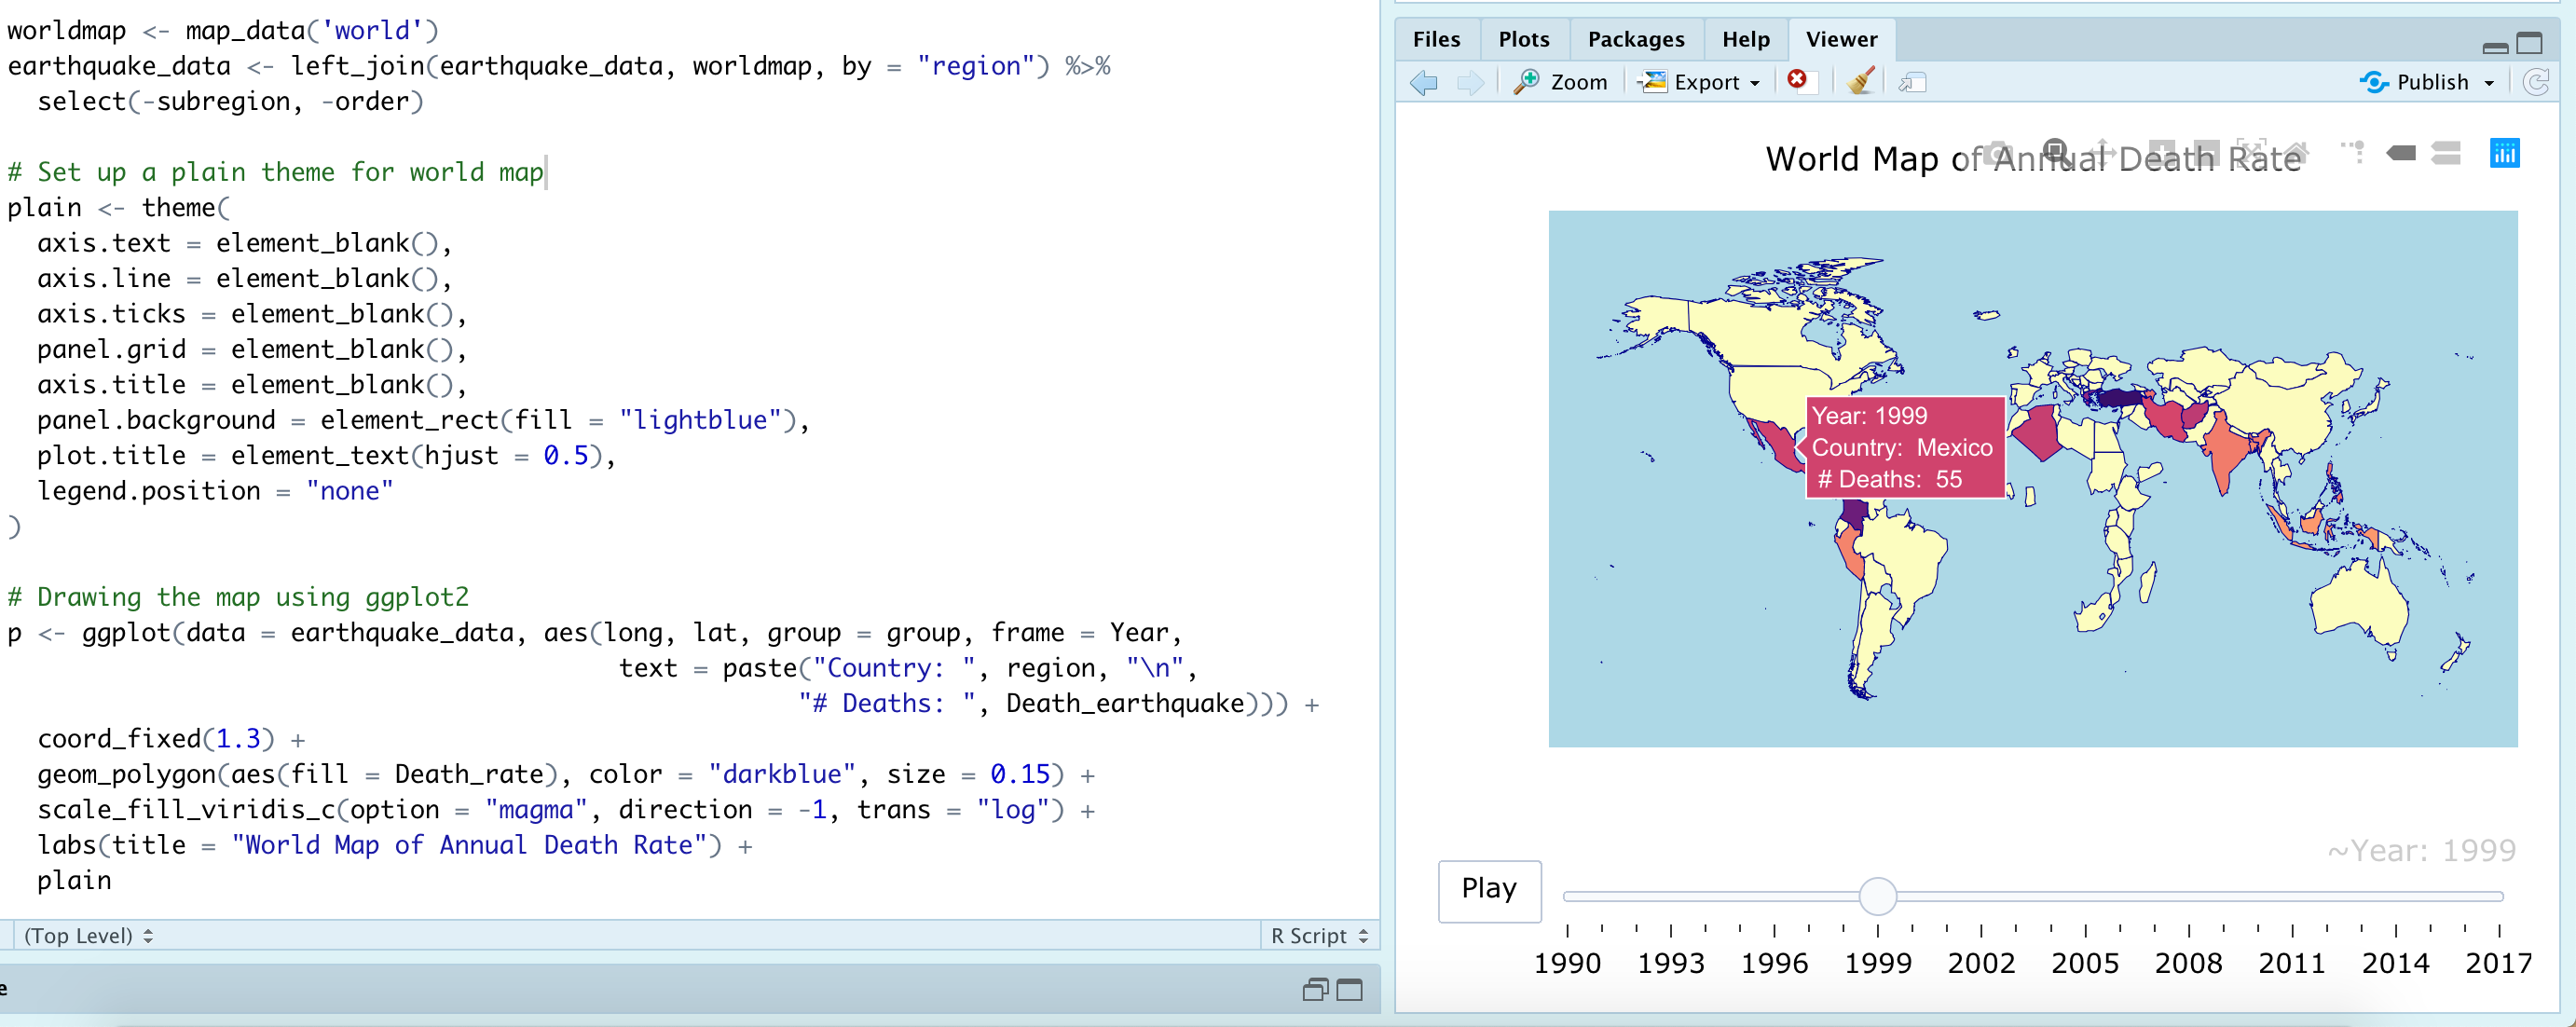 worldmap <- map_data('world')
earthquake_data <- left_join(earthquake_data, worldmap, by = "region") %>%
  select(-subregion, -order)
# Set up a plain theme for world map
plain <- theme(
  axis.text = element_blank(),
  axis.line = element_blank(),
  axis.ticks = element_blank(),
  panel.grid = element_blank(),
  axis.title = element_blank(),
  panel.background = element_rect(fill = "lightblue"),
  plot.title = element_text(hjust = 0.5),
  legend.position = "none"
)
# Drawing the map using ggplot2
p <- ggplot(data = earthquake_data, aes(long, lat, group = group, frame = Year,
                                         text = paste("Country: ", region, "\n",
                                                     "# Deaths: ", Death_earthquake))) +
  coord_fixed(1.3) +
  geom_polygon(aes(fill = Death_rate), color = "darkblue", size = 0.15) +
  scale_fill_viridis_c(option = "magma", direction = -1, trans = "log") +
  labs(title = "World Map of Annual Death Rate") +
  plain
(Top Level)
R Script
e
Files Plots Packages Help Viewer
Zoom Export Publish
World Map of Annual Death Rate
Year: 1999
Country:  Mexico
# Deaths:  55
~Year: 1999
Play
1990 1993 1996 1999 2002 2005 2008 2011 2014 2017